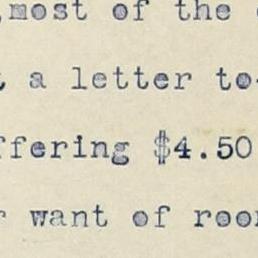 most of the
a letter to
ffering $4.50
want of roo